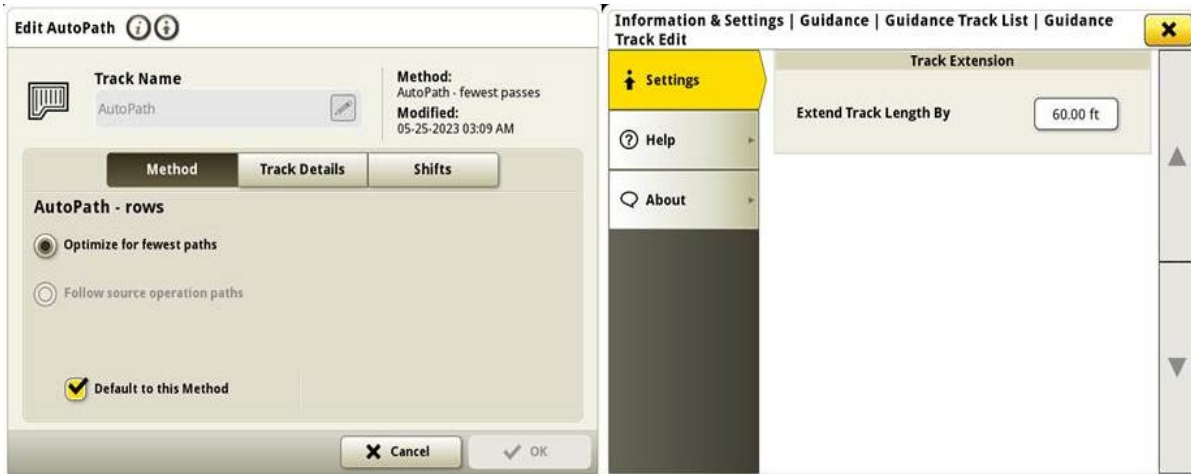 Edit AutoPath
Track Name
AutoPath
Method:
AutoPath - fewest passes
Modified:
05-25-2023 03:09 AM
Method
Track Details
Shifts
AutoPath - rows
Optimize for fewest paths
Follow source operation paths
Default to this Method
Cancel
OK
Information & Settings | Guidance | Guidance Track List | Guidance
Track Edit
Settings
Help
About
Track Extension
Extend Track Length By
60.00 ft